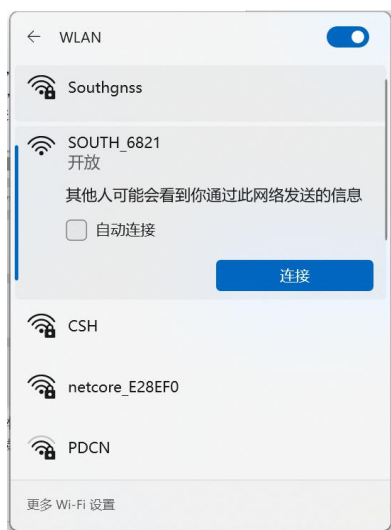 WLAN
Southgnss
SOUTH_6821
开放
其他人可能会看到你通过此网络发送的信息
自动连接
连接
CSH
netcore_E28EF0
PDCN
更多 Wi-Fi 设置